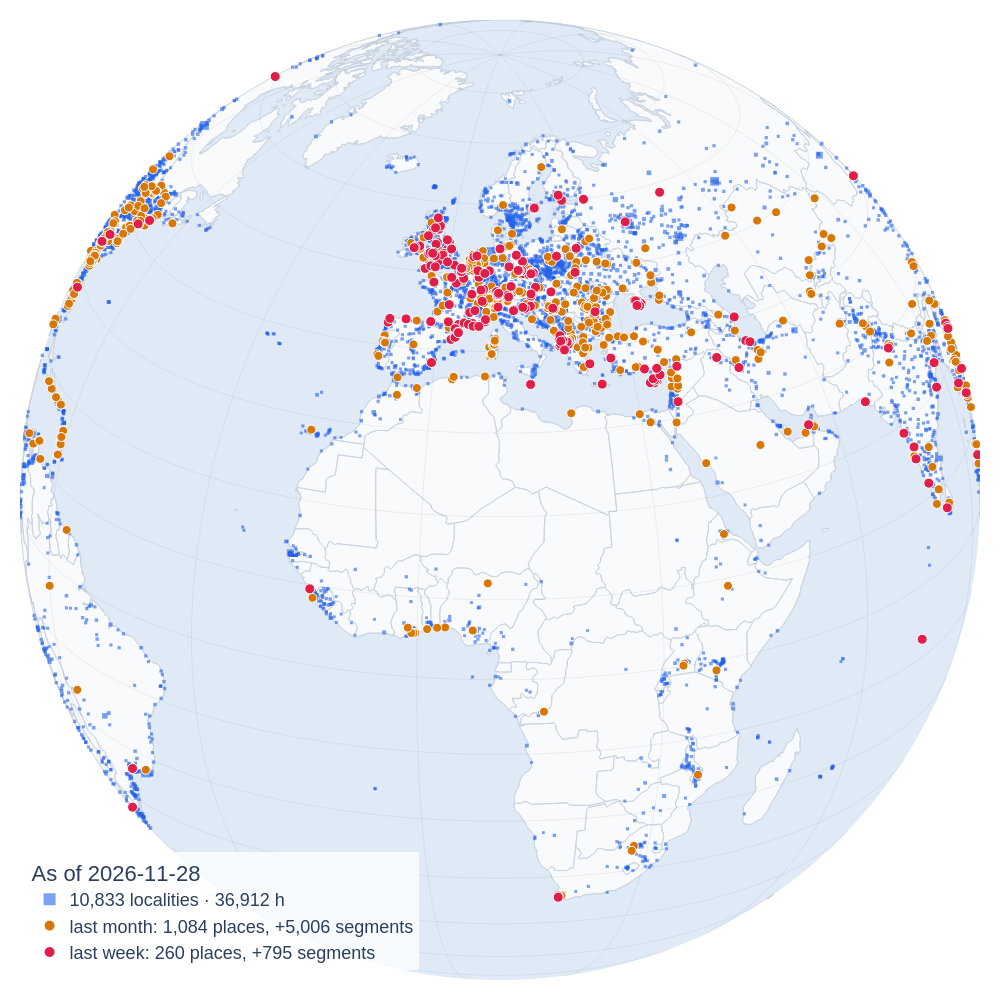 As of 2026-11-28
10,833 localities · 36,912 h
last month: 1,084 places, +5,006 segments
last week: 260 places, +795 segments